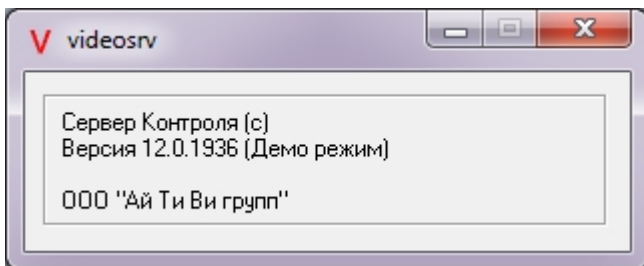 videosrv
Сервер Контроля (c)
Версия 12.0.1936 (Демо режим)
ООО "Ай Ти Ви групп"